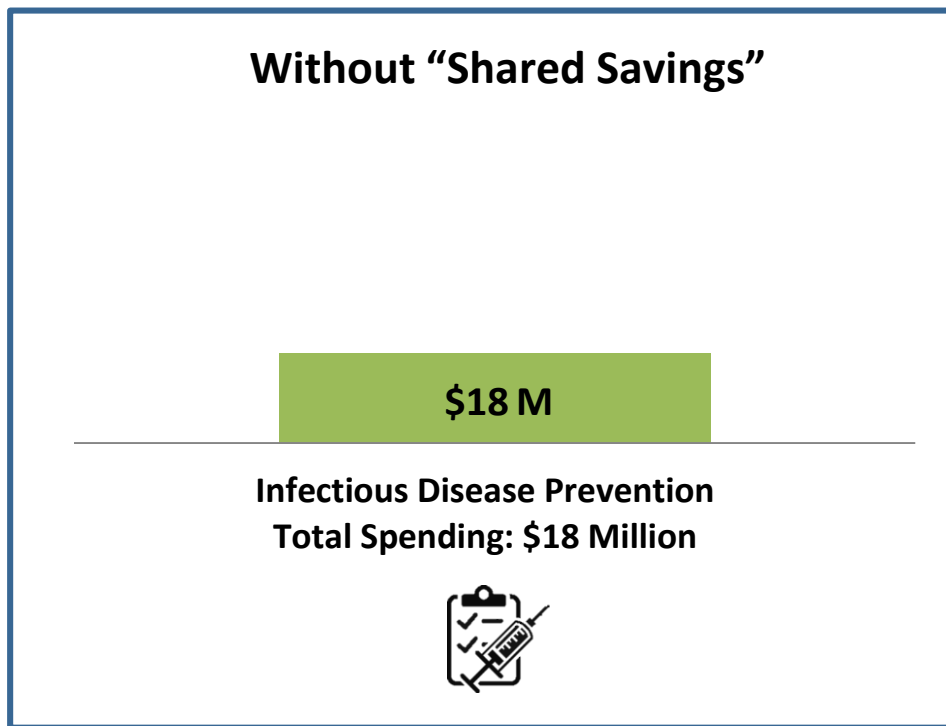 Without “Shared Savings”
$18 M
Infectious Disease Prevention
Total Spending: $18 Million